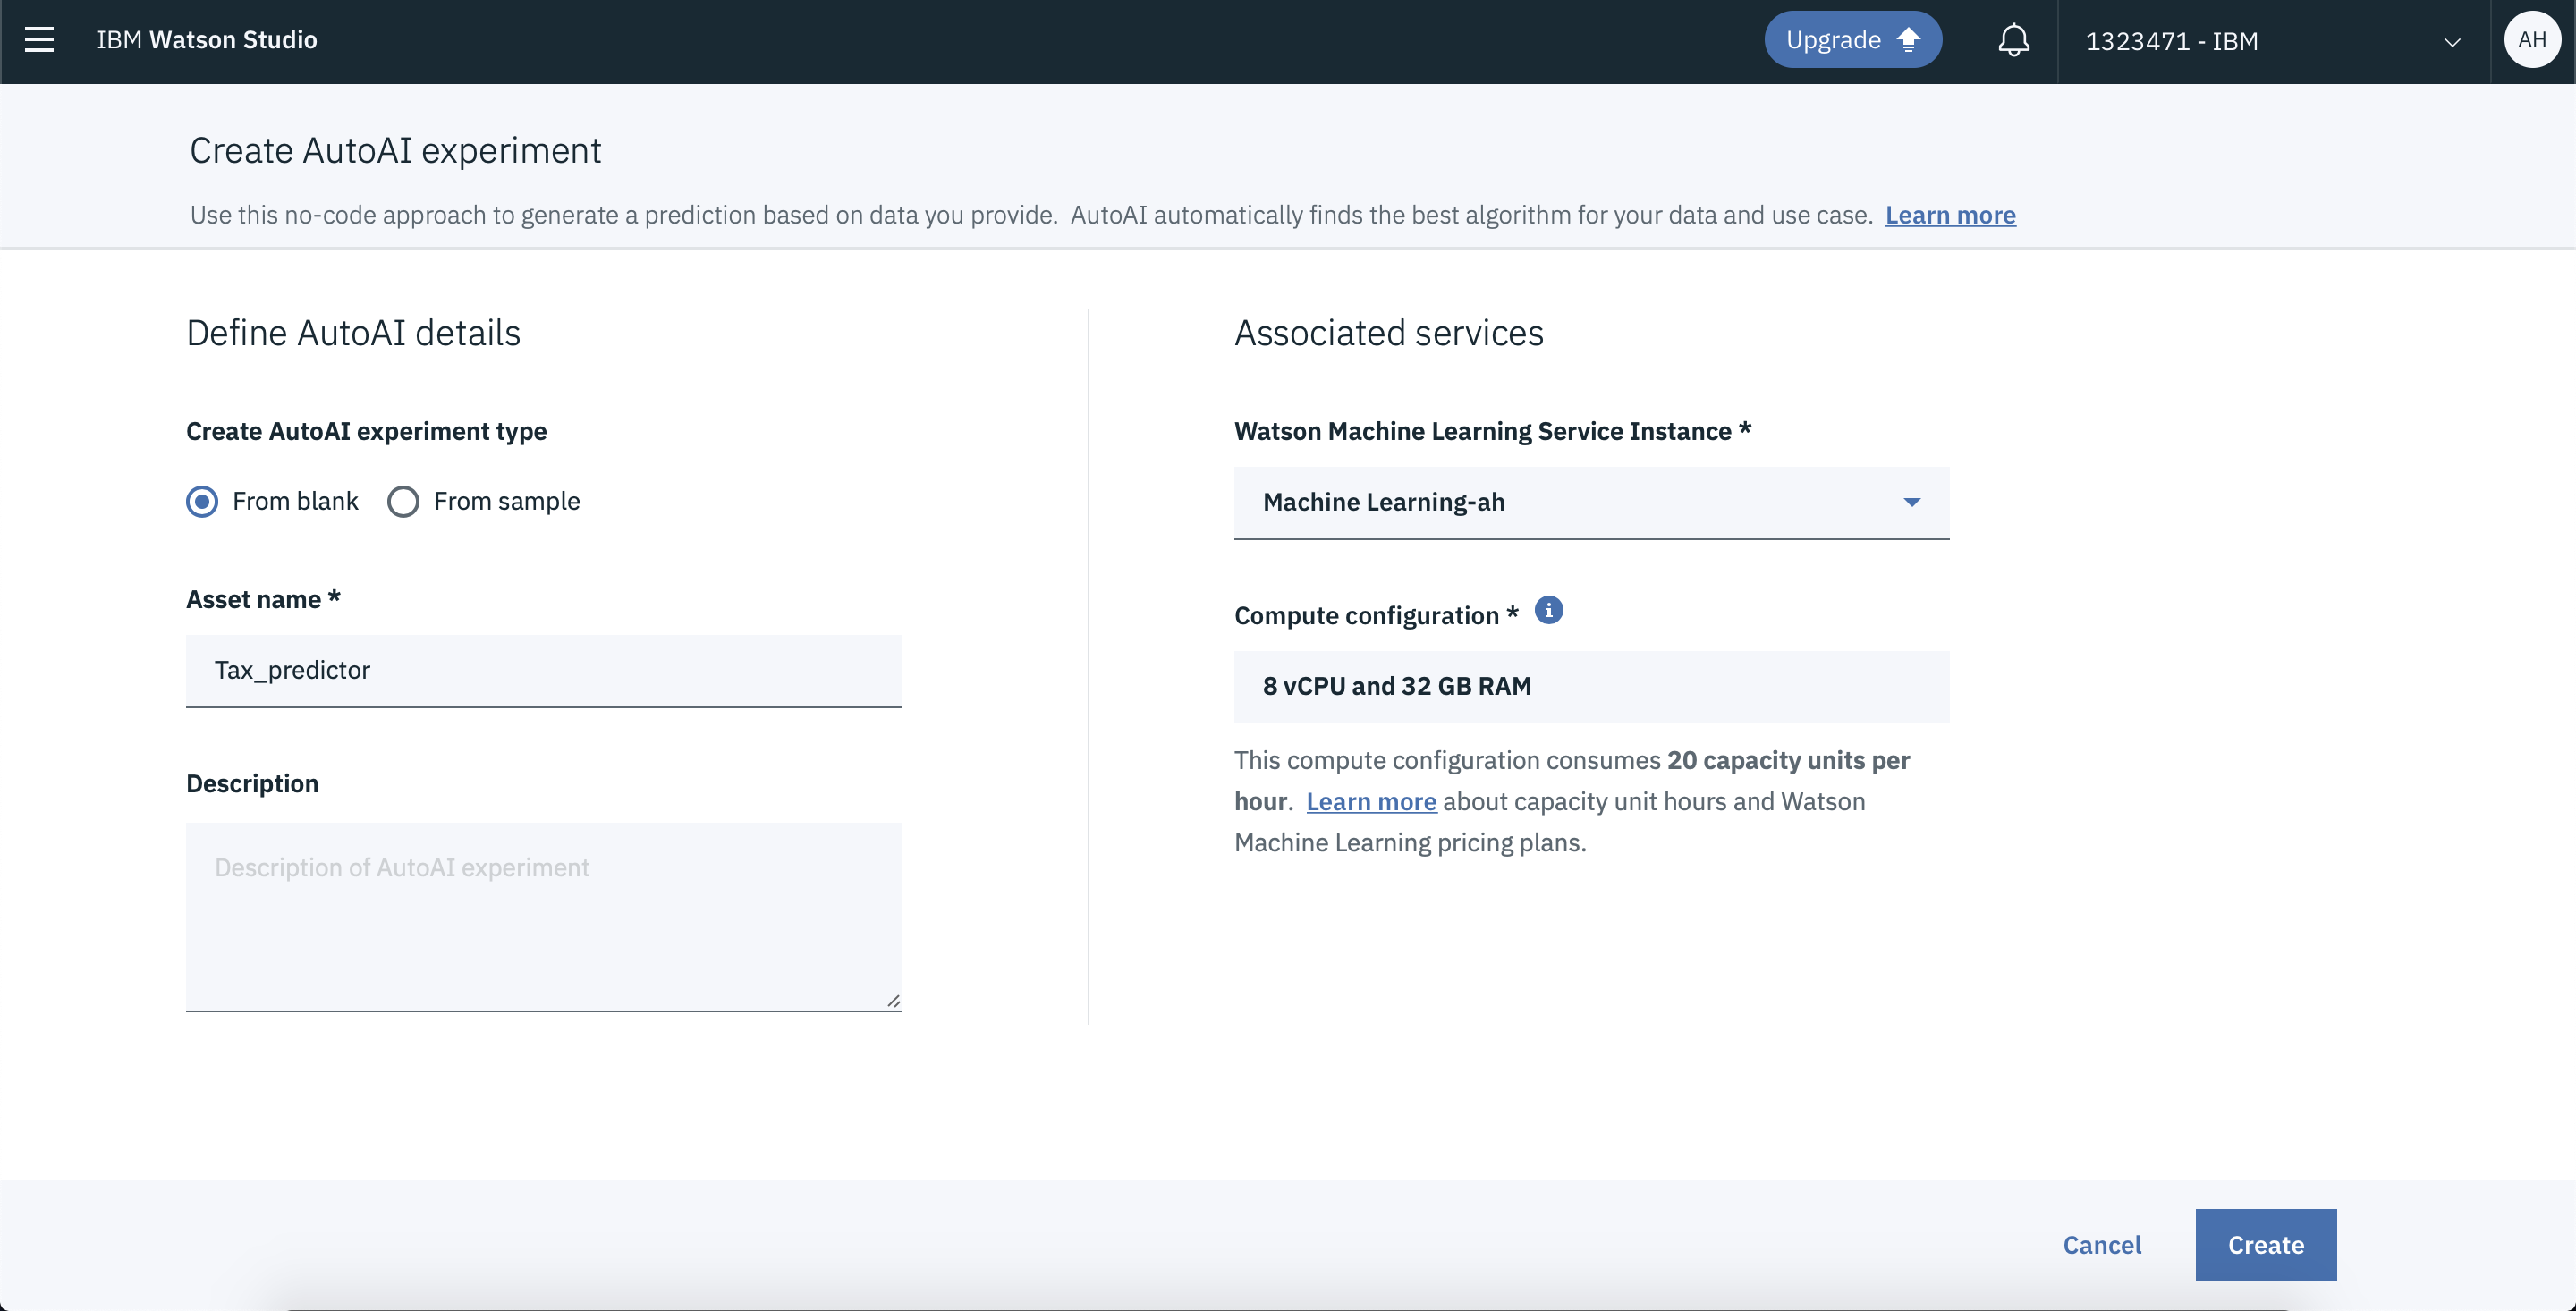 IBM Watson Studio
Upgrade
1323471 - IBM
AH
Create AutoAI experiment
Use this no-code approach to generate a prediction based on data you provide. AutoAI automatically finds the best algorithm for your data and use case. Learn more
Define AutoAI details
Create AutoAI experiment type
From blank
From sample
Asset name *
Tax_predictor
Description
Description of AutoAI experiment
Associated services
Watson Machine Learning Service Instance *
Machine Learning-ah
Compute configuration *
8 vCPU and 32 GB RAM
This compute configuration consumes 20 capacity units per
hour. Learn more about capacity unit hours and Watson
Machine Learning pricing plans.
Cancel
Create